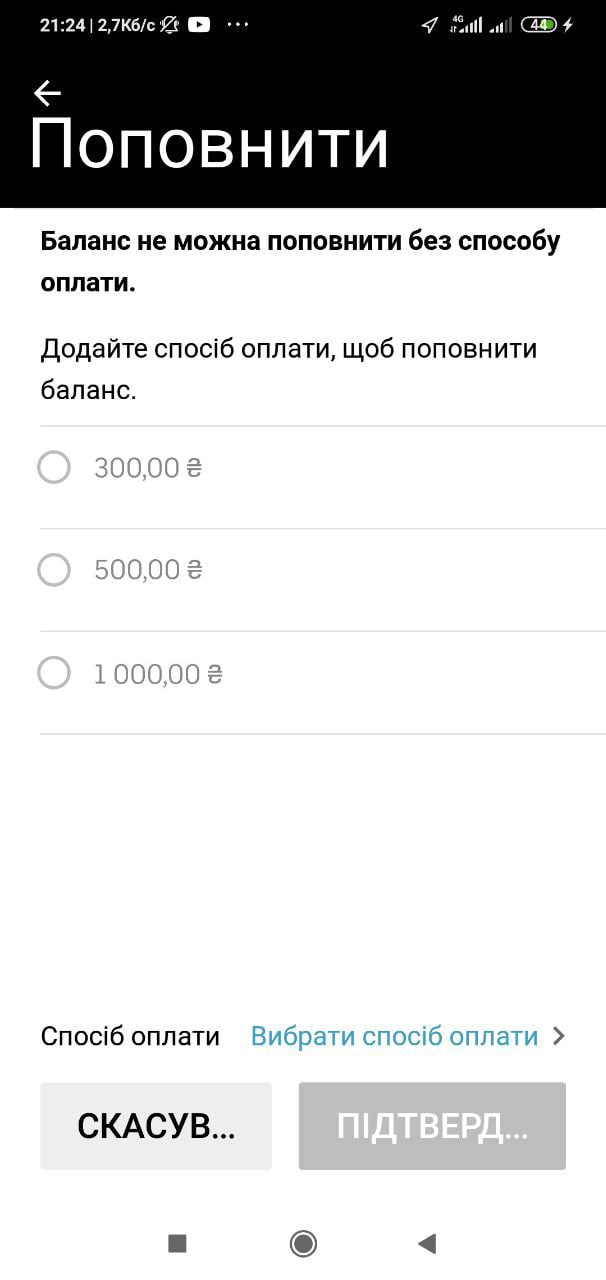 21:24 | 2,7Кб/с ...
4G 44
Поповнити
Баланс не можна поповнити без способу
оплати.
Додайте спосіб оплати, щоб поповнити
баланс.
300,00 ₴
500,00 ₴
1 000,00 ₴
Спосіб оплати Вибрати спосіб оплати
СКАСУВ... ПІДТВЕРД...